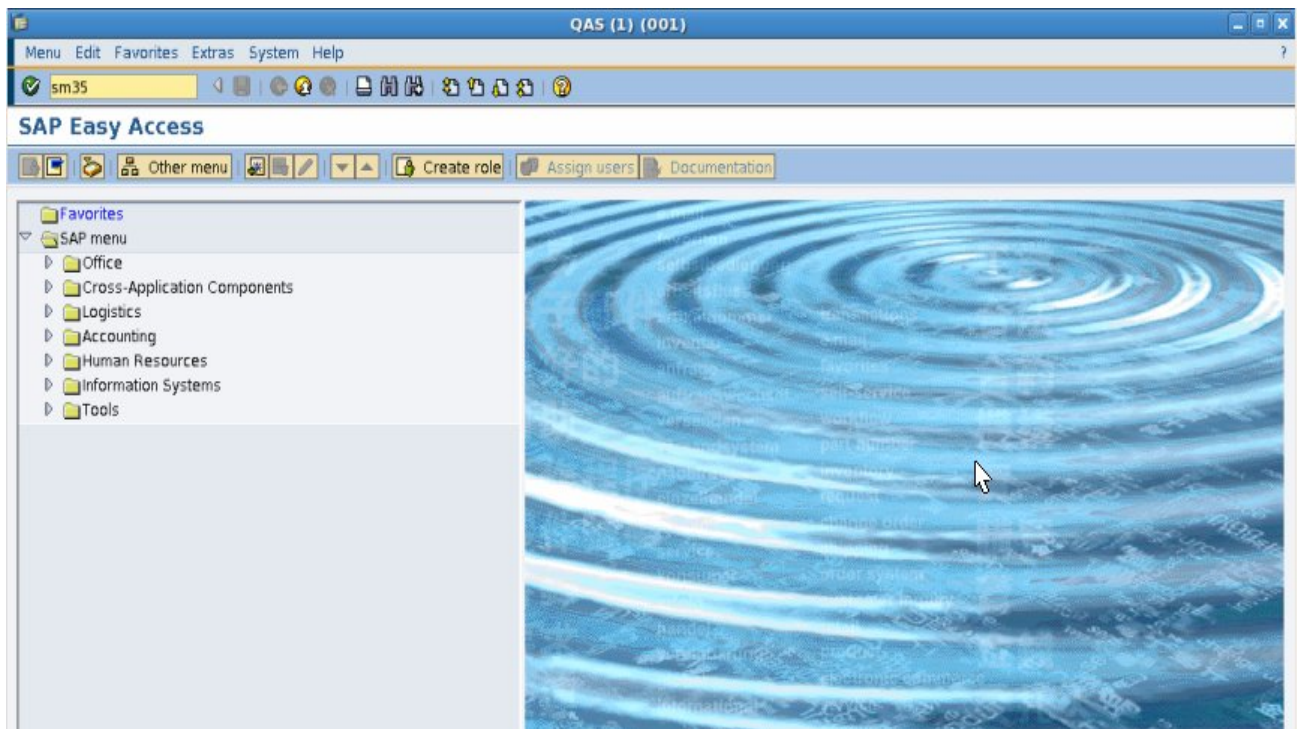 QAS (1) (001)
Menu Edit Favorites Extras System Help ?
sm35
SAP Easy Access
Other menu Create role Assign users Documentation
Favorites
SAP menu
Office
Cross-Application Components
Logistics
Accounting
Human Resources
Information Systems
Tools